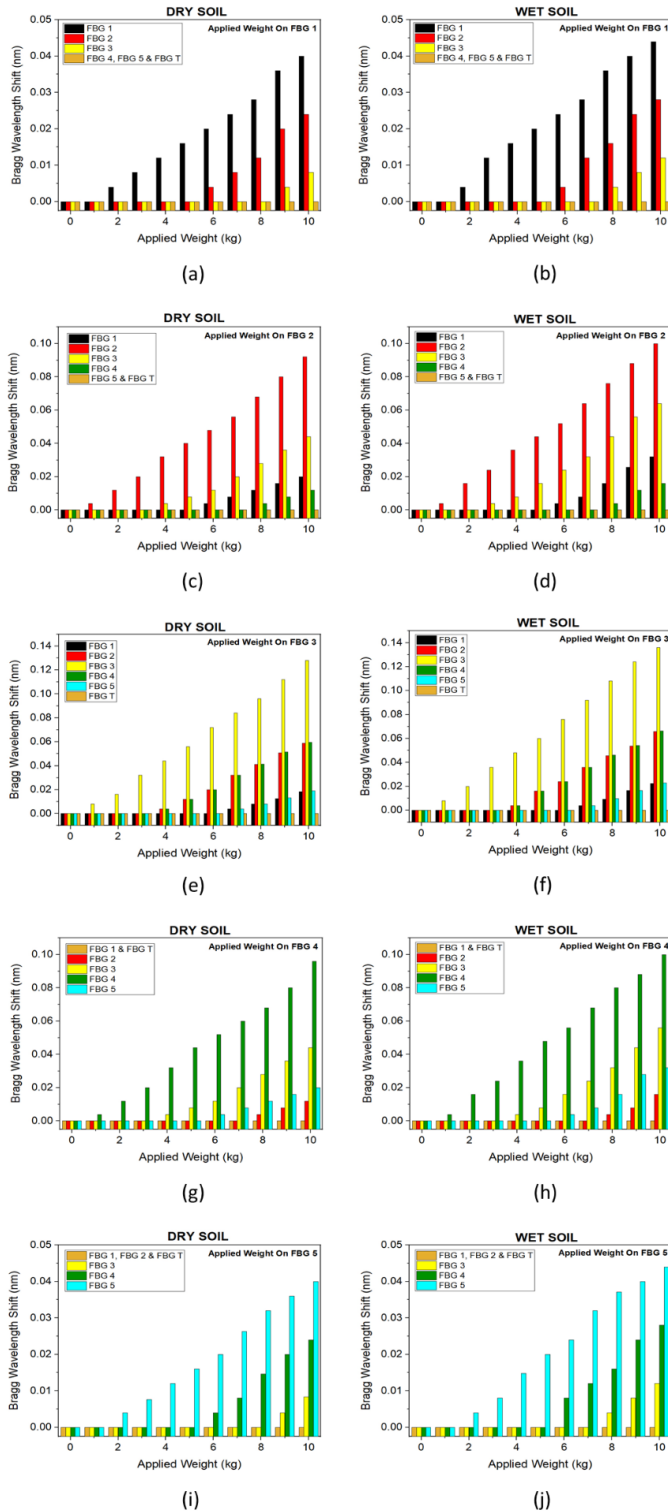 DRY SOIL
Applied Weight On FBG 1
FBG 1
FBG 2
FBG 3
FBG 4, FBG 5 & FBG T
Bragg Wavelength Shift (nm)
0.05
0.04
0.03
0.02
0.01
0.00
0 2 4 6 8 10
Applied Weight (kg)
(a)
WET SOIL
Applied Weight On FBG 1
FBG 1
FBG 2
FBG 3
FBG 4, FBG 5 & FBG T
Bragg Wavelength Shift (nm)
0.05
0.04
0.03
0.02
0.01
0.00
0 2 4 6 8 10
Applied Weight (kg)
(b)
DRY SOIL
Applied Weight On FBG 2
FBG 1
FBG 2
FBG 3
FBG 4
FBG 5 & FBG T
Bragg Wavelength Shift (nm)
0.10
0.08
0.06
0.04
0.02
0.00
0 2 4 6 8 10
Applied Weight (kg)
(c)
WET SOIL
Applied Weight On FBG 2
FBG 1
FBG 2
FBG 3
FBG 4
FBG 5 & FBG T
Bragg Wavelength Shift (nm)
0.10
0.08
0.06
0.04
0.02
0.00
0 2 4 6 8 10
Applied Weight (kg)
(d)
DRY SOIL
Applied Weight On FBG 3
FBG 1
FBG 2
FBG 3
FBG 4
FBG 5
FBG T
Bragg Wavelength Shift (nm)
0.14
0.12
0.10
0.08
0.06
0.04
0.02
0.00
0 2 4 6 8 10
Applied Weight (kg)
(e)
WET SOIL
Applied Weight On FBG 3
FBG 1
FBG 2
FBG 3
FBG 4
FBG 5
FBG T
Bragg Wavelength Shift (nm)
0.14
0.12
0.10
0.08
0.06
0.04
0.02
0.00
0 2 4 6 8 10
Applied Weight (kg)
(f)
DRY SOIL
Applied Weight On FBG 4
FBG 1 & FBG T
FBG 2
FBG 3
FBG 4
FBG 5
Bragg Wavelength Shift (nm)
0.10
0.08
0.06
0.04
0.02
0.00
0 2 4 6 8 10
Applied Weight (kg)
(g)
WET SOIL
Applied Weight On FBG 4
FBG 1 & FBG T
FBG 2
FBG 3
FBG 4
FBG 5
Bragg Wavelength Shift (nm)
0.10
0.08
0.06
0.04
0.02
0.00
0 2 4 6 8 10
Applied Weight (kg)
(h)
DRY SOIL
Applied Weight On FBG 5
FBG 1, FBG 2 & FBG T
FBG 3
FBG 4
FBG 5
Bragg Wavelength Shift (nm)
0.05
0.04
0.03
0.02
0.01
0.00
0 2 4 6 8 10
Applied Weight (kg)
(i)
WET SOIL
Applied Weight On FBG 5
FBG 1, FBG 2 & FBG T
FBG 3
FBG 4
FBG 5
Bragg Wavelength Shift (nm)
0.05
0.04
0.03
0.02
0.01
0.00
0 2 4 6 8 10
Applied Weight (kg)
(j)